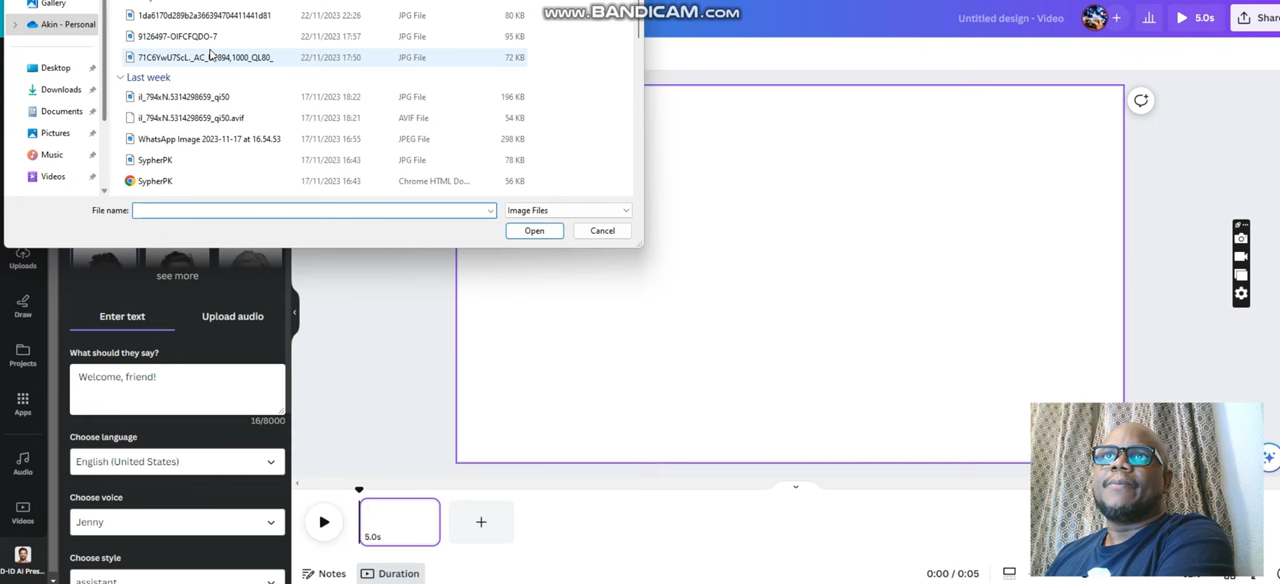 Gallery
Akin - Personal
Desktop
Downloads
Documents
Pictures
Music
Videos
1da6170d289b2a366394704411441d81 22/11/2023 22:26 JPG File 80 KB
9126497-OIFCFQDO-7 22/11/2023 17:57 JPG File 95 KB
22/11/2023 17:50 JPG File 72 KB
Last week
il_794xN.5314298659_qi50 17/11/2023 18:22 JPG File 196 KB
il_794xN.5314298659_qi50.avif 17/11/2023 18:21 AVIF File 54 KB
WhatsApp Image 2023-11-17 at 16.54.53 17/11/2023 16:55 JPEG File 298 KB
SypherPK 17/11/2023 16:43 JPG File 78 KB
SypherPK 17/11/2023 16:43 Chrome HTML Do... 56 KB
File name:
Image Files
Open
Cancel
www.BANDICAM.com
Untitled design - Video
5.0s
Share
Uploads
Draw
Projects
Apps
Audio
Videos
D-ID AI Pres...
see more
Enter text
Upload audio
What should they say?
Welcome, friend!
16/8000
Choose language
English (United States)
Choose voice
Jenny
Choose style
assistant
5.0s
Notes
Duration
0:00 / 0:05